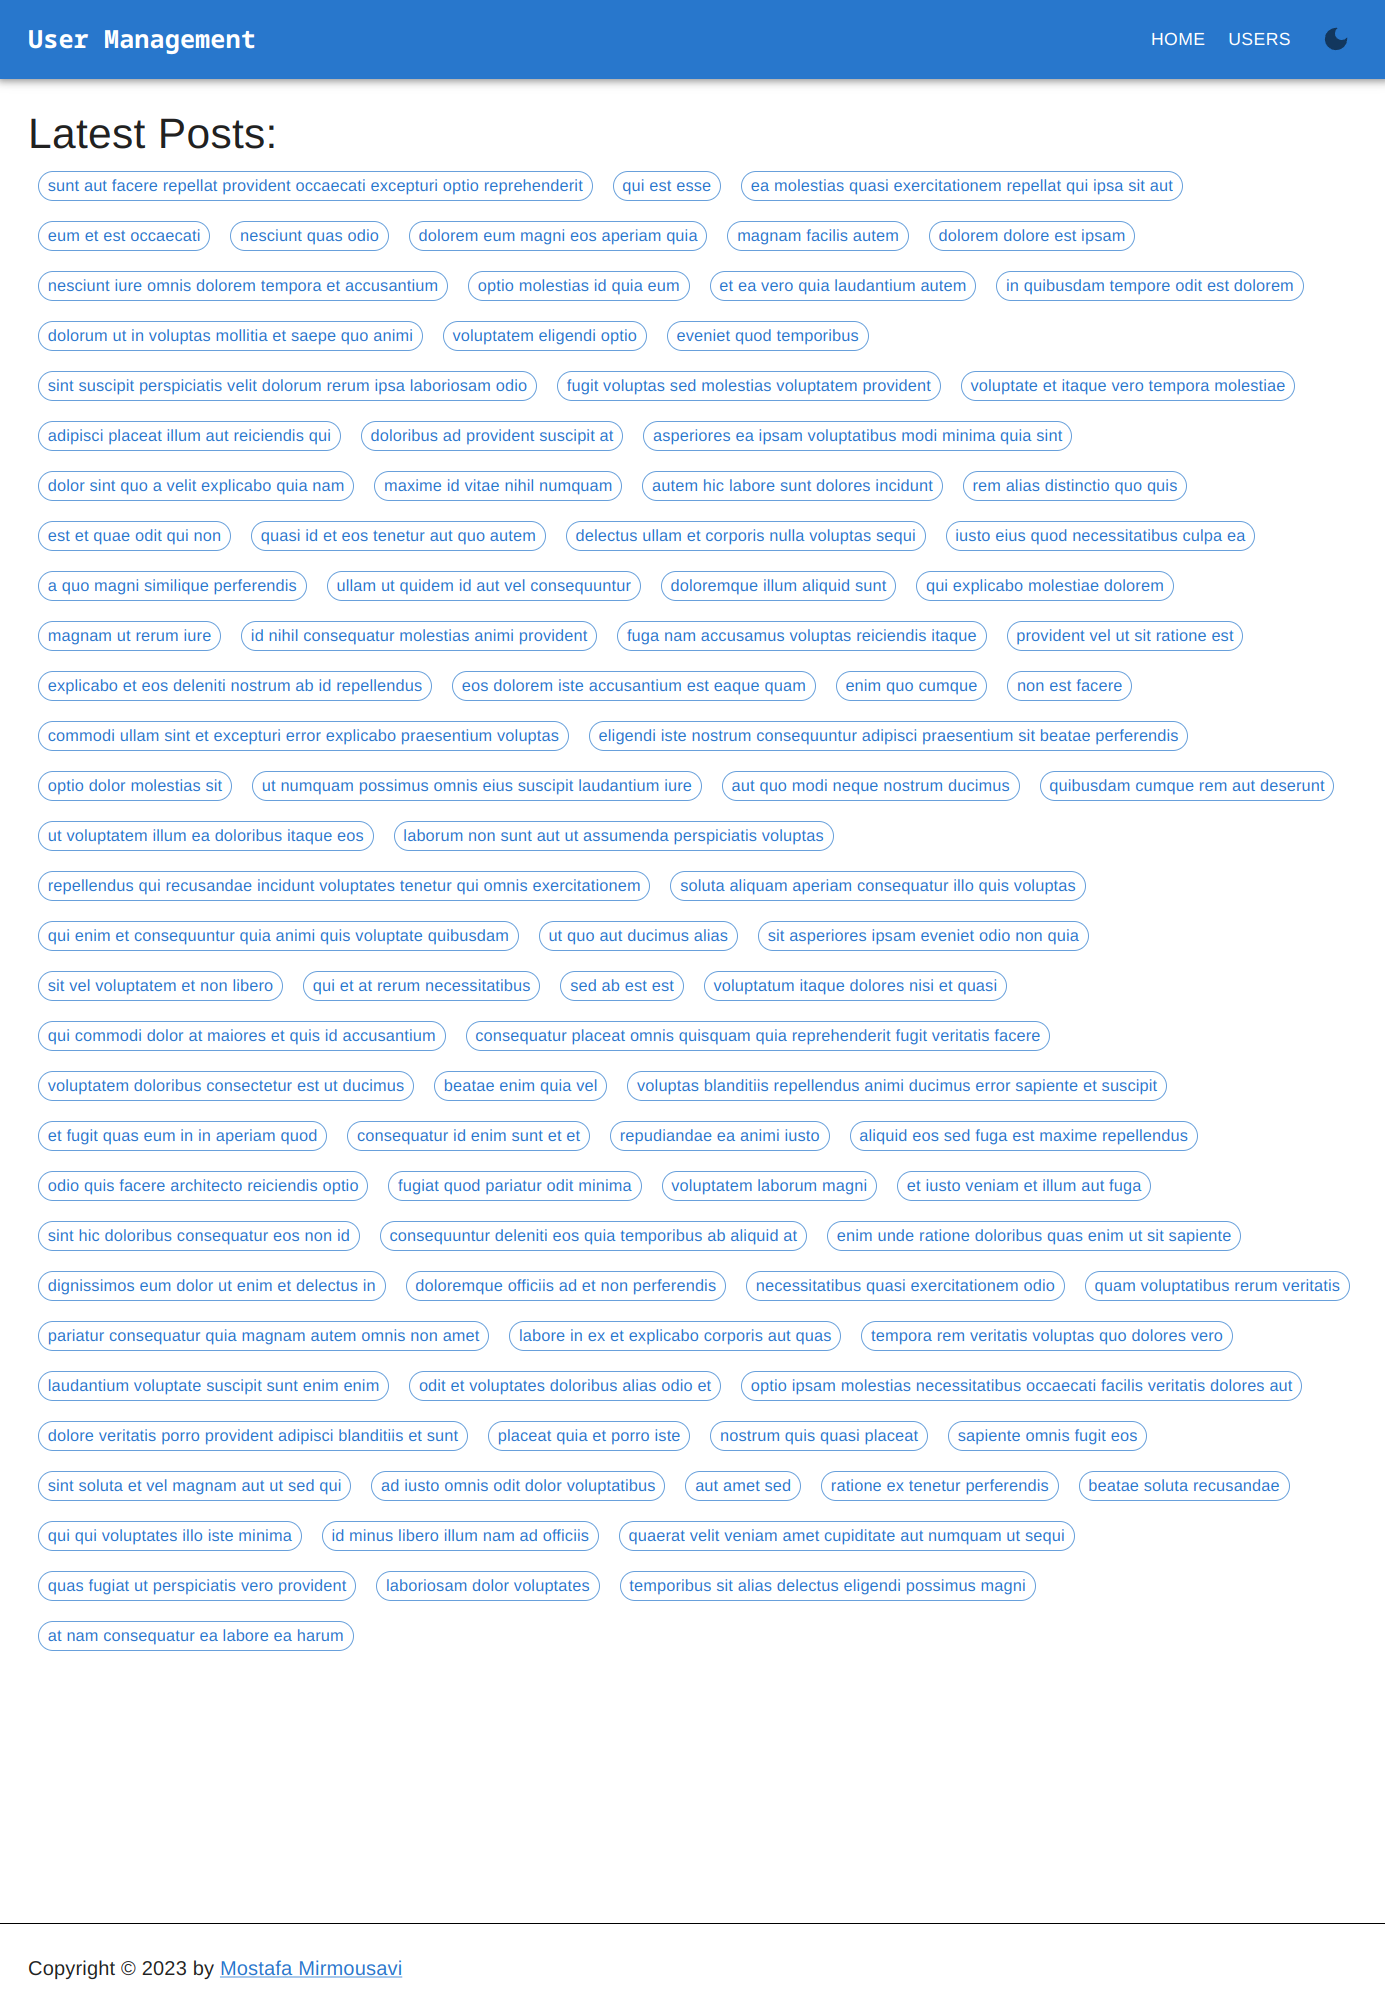 User Management HOME USERS
Latest Posts:
sunt aut facere repellat provident occaecati excepturi optio reprehenderit qui est esse ea molestias quasi exercitationem repellat qui ipsa sit aut
eum et est occaecati nesciunt quas odio dolorem eum magni eos aperiam quia magnam facilis autem dolorem dolore est ipsam
nesciunt iure omnis dolorem tempora et accusantium optio molestias id quia eum et ea vero quia laudantium autem in quibusdam tempore odit est dolorem
dolorum ut in voluptas mollitia et saepe quo animi voluptatem eligendi optio eveniet quod temporibus
sint suscipit perspiciatis velit dolorum rerum ipsa laboriosam odio fugit voluptas sed molestias voluptatem provident voluptate et itaque vero tempora molestiae
adipisci placeat illum aut reiciendis qui doloribus ad provident suscipit at asperiores ea ipsam voluptatibus modi minima quia sint
dolor sint quo a velit explicabo quia nam maxime id vitae nihil numquam autem hic labore sunt dolores incidunt rem alias distinctio quo quis
est et quae odit qui non quasi id et eos tenetur aut quo autem delectus ullam et corporis nulla voluptas sequi iusto eius quod necessitatibus culpa ea
a quo magni similique perferendis ullam ut quidem id aut vel consequuntur doloremque illum aliquid sunt qui explicabo molestiae dolorem
magnam ut rerum iure id nihil consequatur molestias animi provident fuga nam accusamus voluptas reiciendis itaque provident vel ut sit ratione est
explicabo et eos deleniti nostrum ab id repellendus eos dolorem iste accusantium est eaque quam enim quo cumque non est facere
commodi ullam sint et excepturi error explicabo praesentium voluptas eligendi iste nostrum consequuntur adipisci praesentium sit beatae perferendis
optio dolor molestias sit ut numquam possimus omnis eius suscipit laudantium iure aut quo modi neque nostrum ducimus quibusdam cumque rem aut deserunt
ut voluptatem illum ea doloribus itaque eos laborum non sunt aut ut assumenda perspiciatis voluptas
repellendus qui recusandae incidunt voluptates tenetur qui omnis exercitationem soluta aliquam aperiam consequatur illo quis voluptas
qui enim et consequuntur quia animi quis voluptate quibusdam ut quo aut ducimus alias sit asperiores ipsam eveniet odio non quia
sit vel voluptatem et non libero qui et at rerum necessitatibus sed ab est est voluptatum itaque dolores nisi et quasi
qui commodi dolor at maiores et quis id accusantium consequatur placeat omnis quisquam quia reprehenderit fugit veritatis facere
voluptatem doloribus consectetur est ut ducimus beatae enim quia vel voluptas blanditiis repellendus animi ducimus error sapiente et suscipit
et fugit quas eum in in aperiam quod consequatur id enim sunt et et repudiandae ea animi iusto aliquid eos sed fuga est maxime repellendus
odio quis facere architecto reiciendis optio fugiat quod pariatur odit minima voluptatem laborum magni et iusto veniam et illum aut fuga
sint hic doloribus consequatur eos non id consequuntur deleniti eos quia temporibus ab aliquid at enim unde ratione doloribus quas enim ut sit sapiente
dignissimos eum dolor ut enim et delectus in doloremque officiis ad et non perferendis necessitatibus quasi exercitationem odio quam voluptatibus rerum veritatis
pariatur consequatur quia magnam autem omnis non amet labore in ex et explicabo corporis aut quas tempora rem veritatis voluptas quo dolores vero
laudantium voluptate suscipit sunt enim enim odit et voluptates doloribus alias odio et optio ipsam molestias necessitatibus occaecati facilis veritatis dolores aut
dolore veritatis porro provident adipisci blanditiis et sunt placeat quia et porro iste nostrum quis quasi placeat sapiente omnis fugit eos
sint soluta et vel magnam aut ut sed qui ad iusto omnis odit dolor voluptatibus aut amet sed ratione ex tenetur perferendis beatae soluta recusandae
qui qui voluptates illo iste minima id minus libero illum nam ad officiis quaerat velit veniam amet cupiditate aut numquam ut sequi
quas fugiat ut perspiciatis vero provident laboriosam dolor voluptates temporibus sit alias delectus eligendi possimus magni
at nam consequatur ea labore ea harum
Copyright © 2023 by Mostafa Mirmousavi